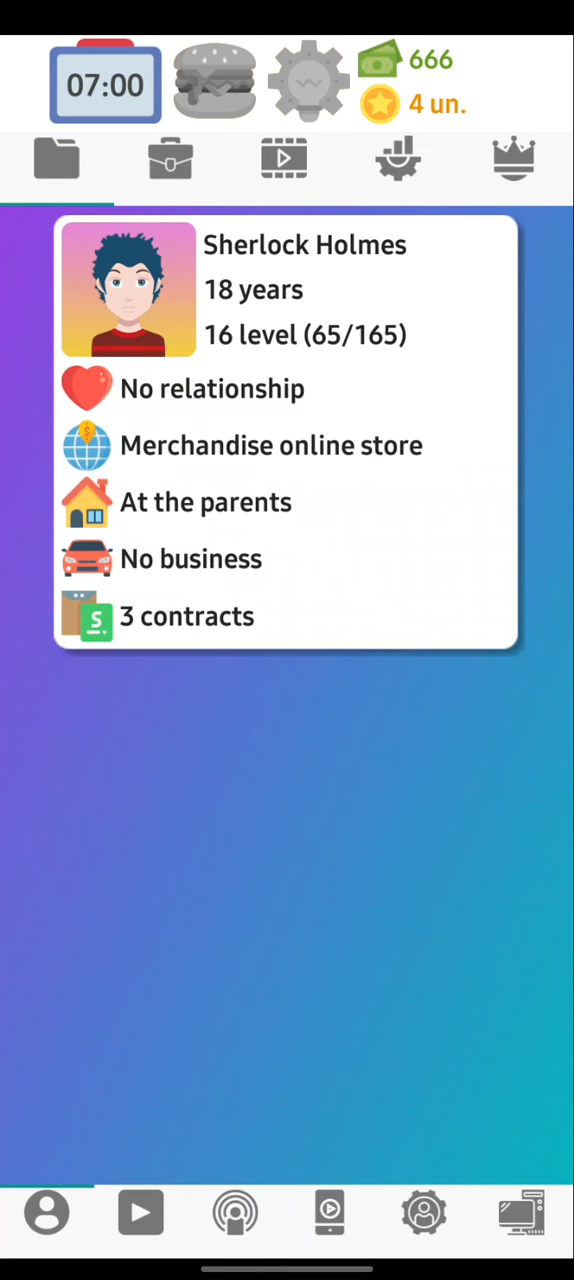 07:00
666
4 un.
Sherlock Holmes
18 years
16 level (65/165)
No relationship
Merchandise online store
At the parents
No business
3 contracts